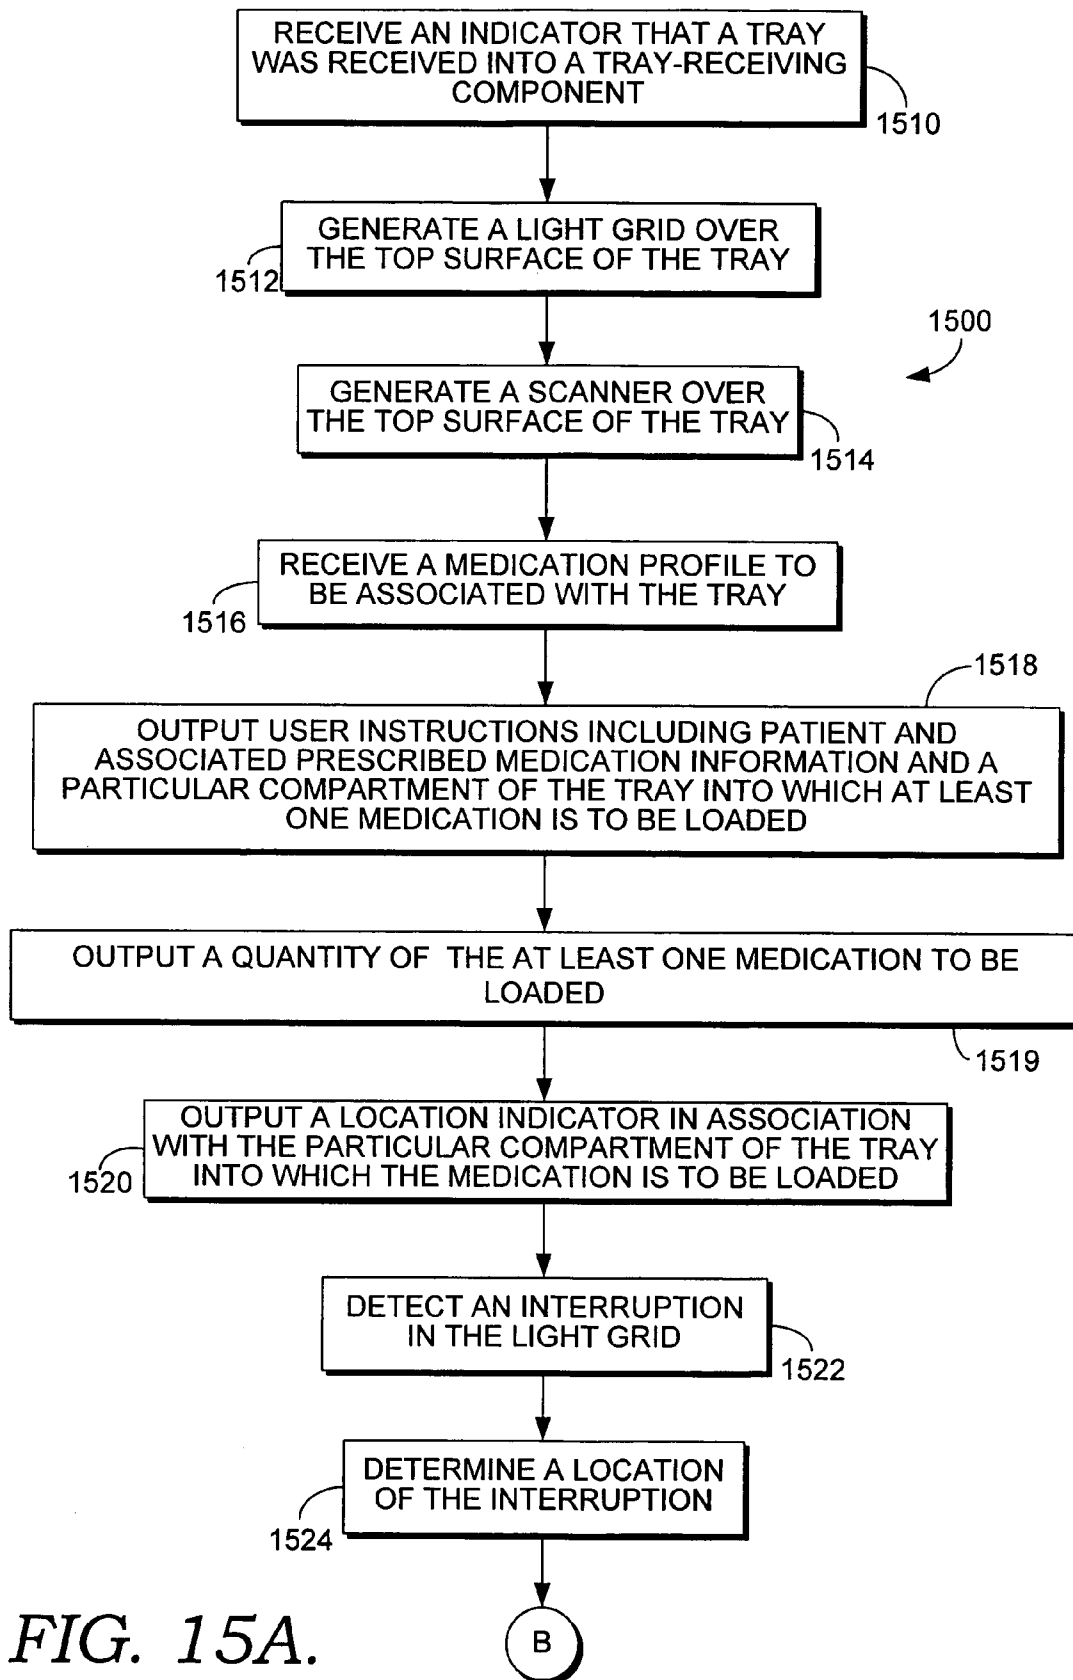 RECEIVE AN INDICATOR THAT A TRAY
WAS RECEIVED INTO A TRAY-RECEIVING
COMPONENT
1510
GENERATE A LIGHT GRID OVER
THE TOP SURFACE OF THE TRAY
1512
1500
GENERATE A SCANNER OVER
THE TOP SURFACE OF THE TRAY
1514
RECEIVE A MEDICATION PROFILE TO
BE ASSOCIATED WITH THE TRAY
1516
1518
OUTPUT USER INSTRUCTIONS INCLUDING PATIENT AND
ASSOCIATED PRESCRIBED MEDICATION INFORMATION AND A
PARTICULAR COMPARTMENT OF THE TRAY INTO WHICH AT LEAST
ONE MEDICATION IS TO BE LOADED
OUTPUT A QUANTITY OF THE AT LEAST ONE MEDICATION TO BE
LOADED
1519
OUTPUT A LOCATION INDICATOR IN ASSOCIATION
WITH THE PARTICULAR COMPARTMENT OF THE TRAY
INTO WHICH THE MEDICATION IS TO BE LOADED
1520
DETECT AN INTERRUPTION
IN THE LIGHT GRID
1522
DETERMINE A LOCATION
OF THE INTERRUPTION
1524
B
FIG. 15A.